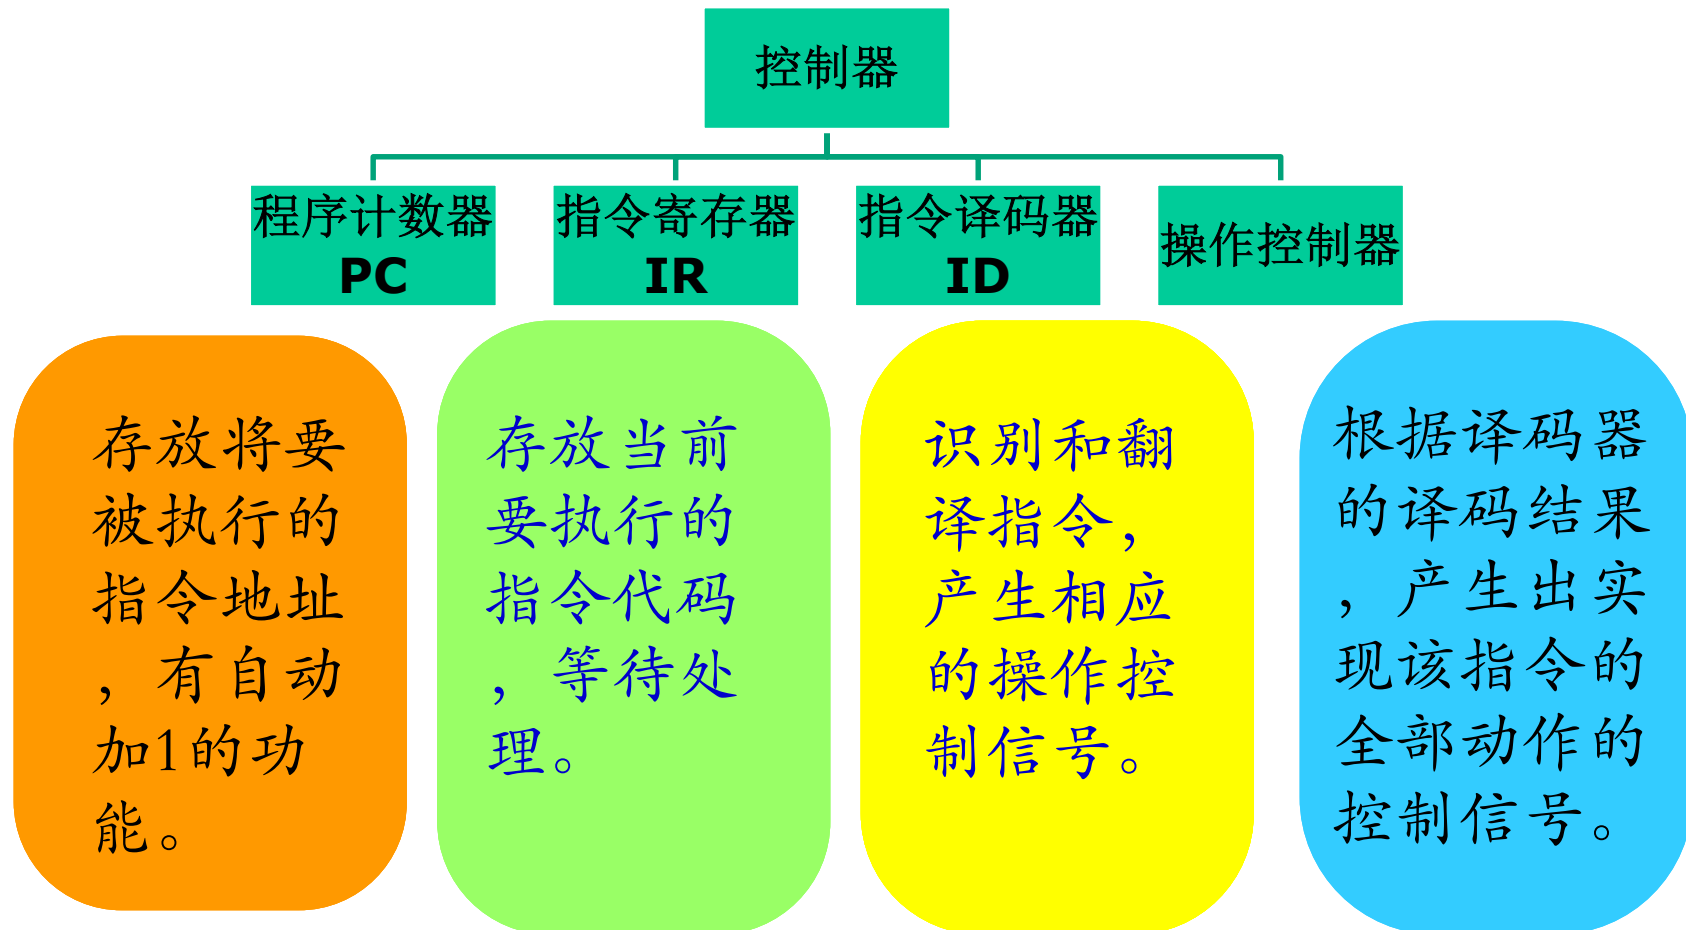 控制器
程序计数器
PC
指令寄存器
IR
指令译码器
ID
操作控制器
存放将要
被执行的
指令地址
，有自动
加1的功
能。
存放当前
要执行的
指令代码
，等待处
理。
识别和翻
译指令，
产生相应
的操作控
制信号。
根据译码器
的译码结果
，产生出实
现该指令的
全部动作的
控制信号。